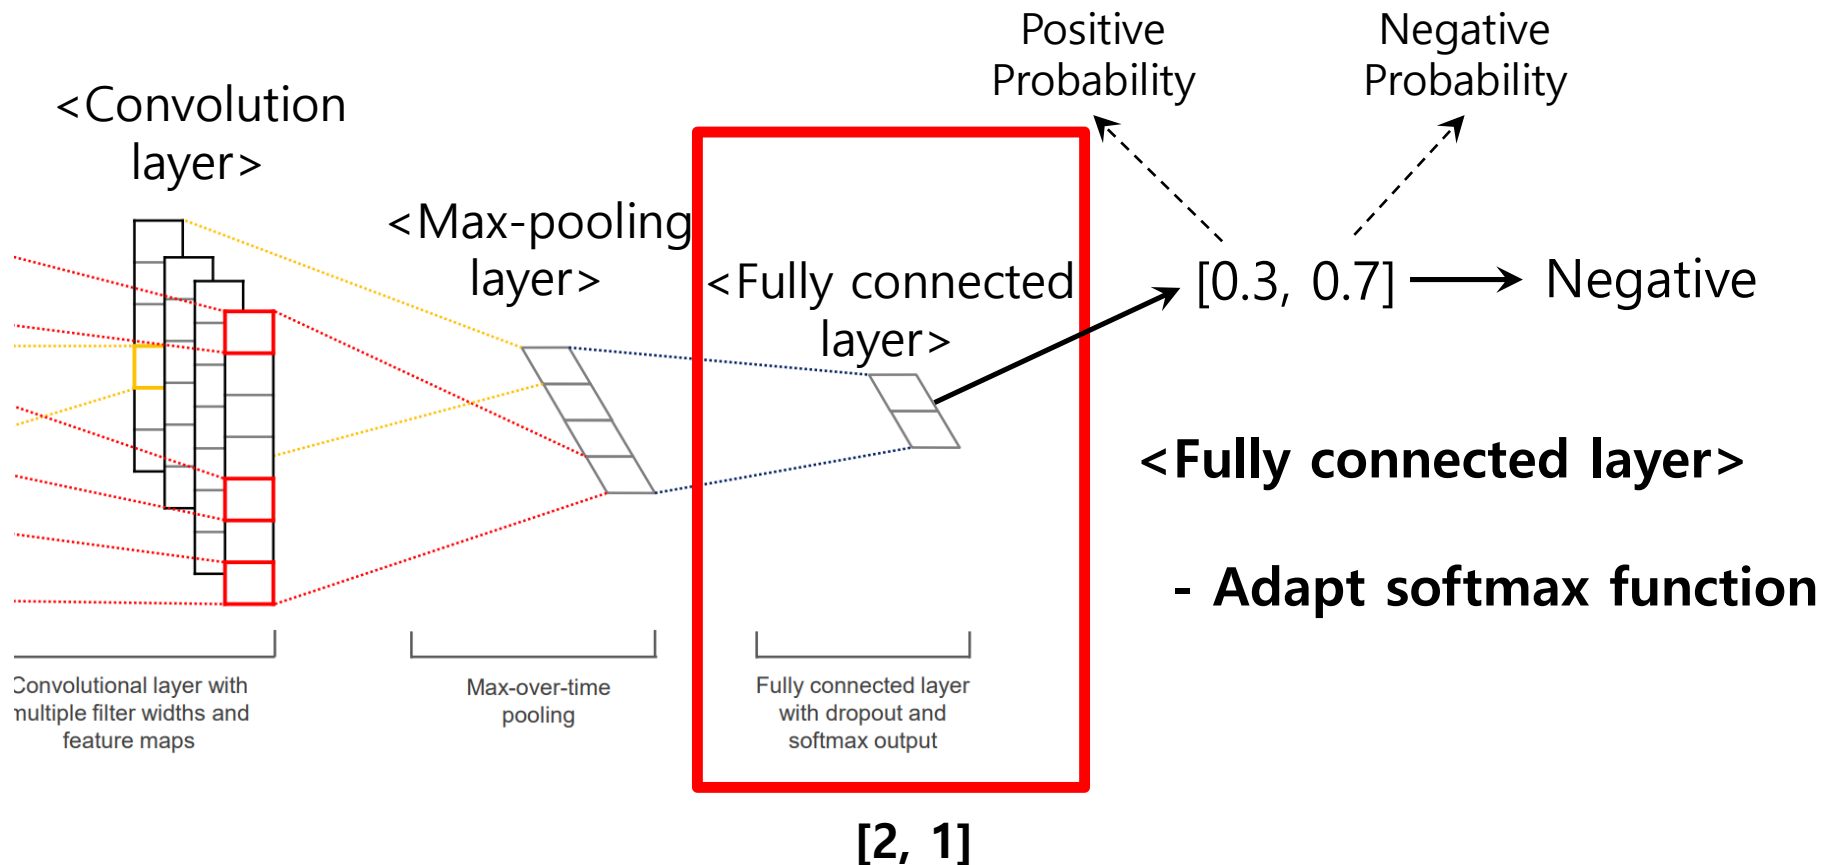 Positive
Probability
Negative
Probability
<Convolution
layer>
<Max-pooling
layer>
<Fully connected
layer>
[0.3, 0.7]
Negative
<Fully connected layer>
- Adapt softmax function
Convolutional layer with
multiple filter widths and
feature maps
Max-over-time
pooling
Fully connected layer
with dropout and
softmax output
[2, 1]